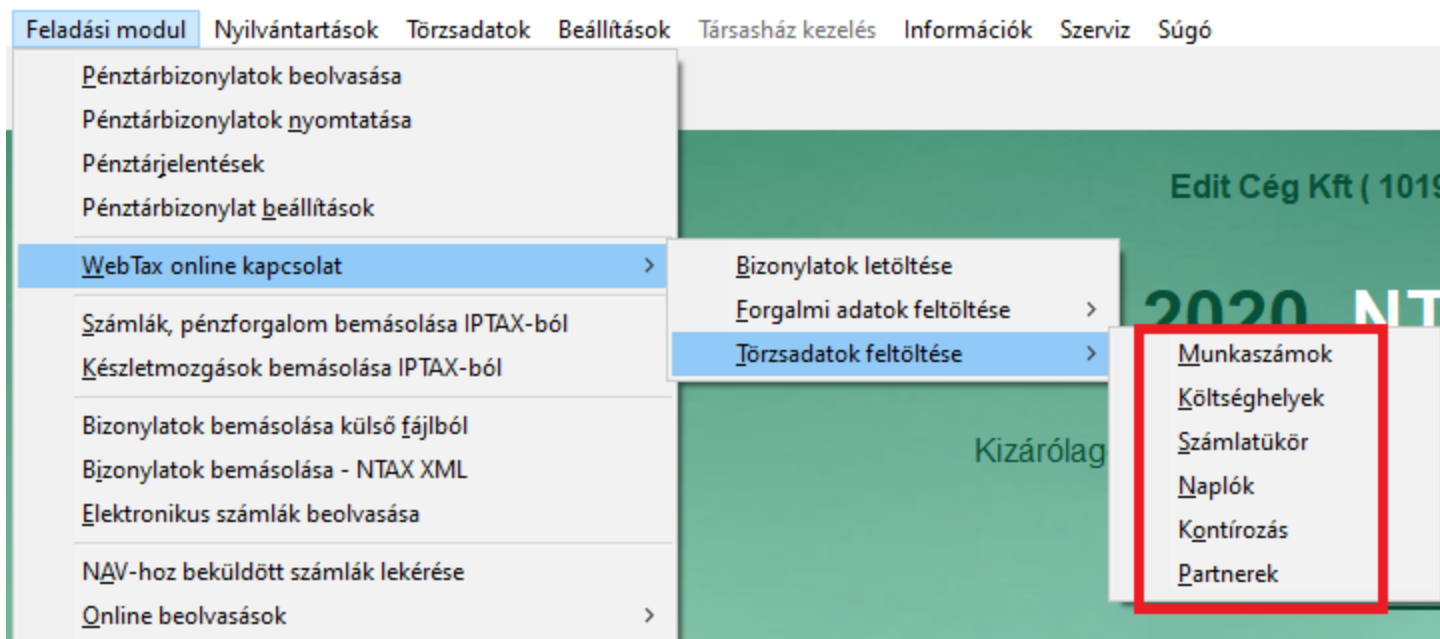 Feladási modul Nyilvántartások Törzsadatok Beállítások Társasház kezelés Információk Szerviz Súgó
Pénztárbizonylatok beolvasása
Pénztárbizonylatok nyomtatása
Pénztárjelentések
Pénztárbizonylat beállítások
WebTax online kapcsolat
Számlák, pénzforgalom bemásolása IPTAX-ból
Készletmozgások bemásolása IPTAX-ból
Bizonylatok bemásolása külső fájlból
Bizonylatok bemásolása - NTAX XML
Elektronikus számlák beolvasása
NAV-hoz beküldött számlák lekérése
Online beolvasások
Bizonylatok letöltése
Forgalmi adatok feltöltése
Törzsadatok feltöltése
Munkaszámok
Költséghelyek
Számlatükör
Naplók
Kontírozás
Partnerek
Edit Cég Kft ( 1019
2020 NT
Kizárólag